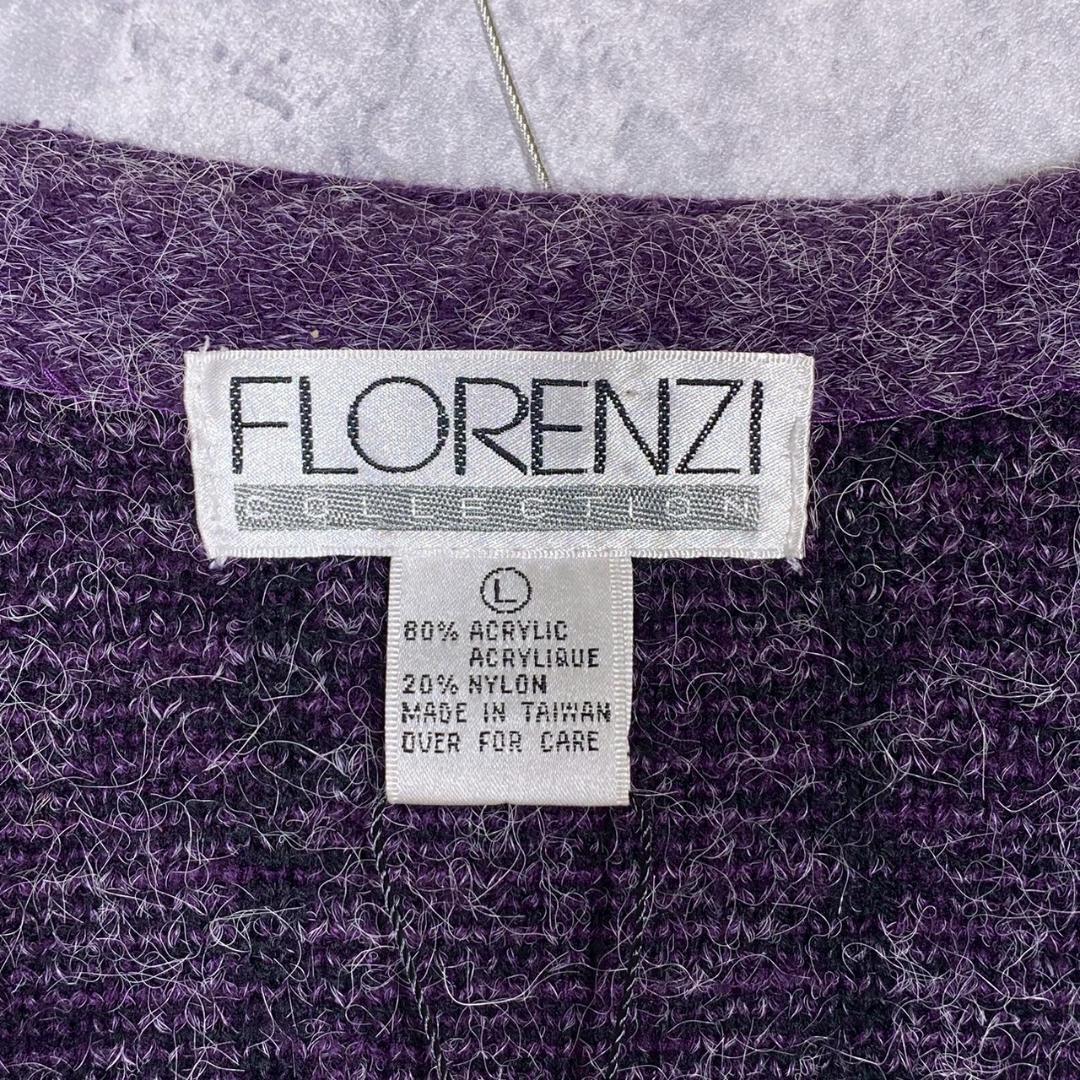 FLORENZI
COLLECTION
L
80% ACRYLIC
ACRYLIQUE
20% NYLON
MADE IN TAIWAN
OVER FOR CARE